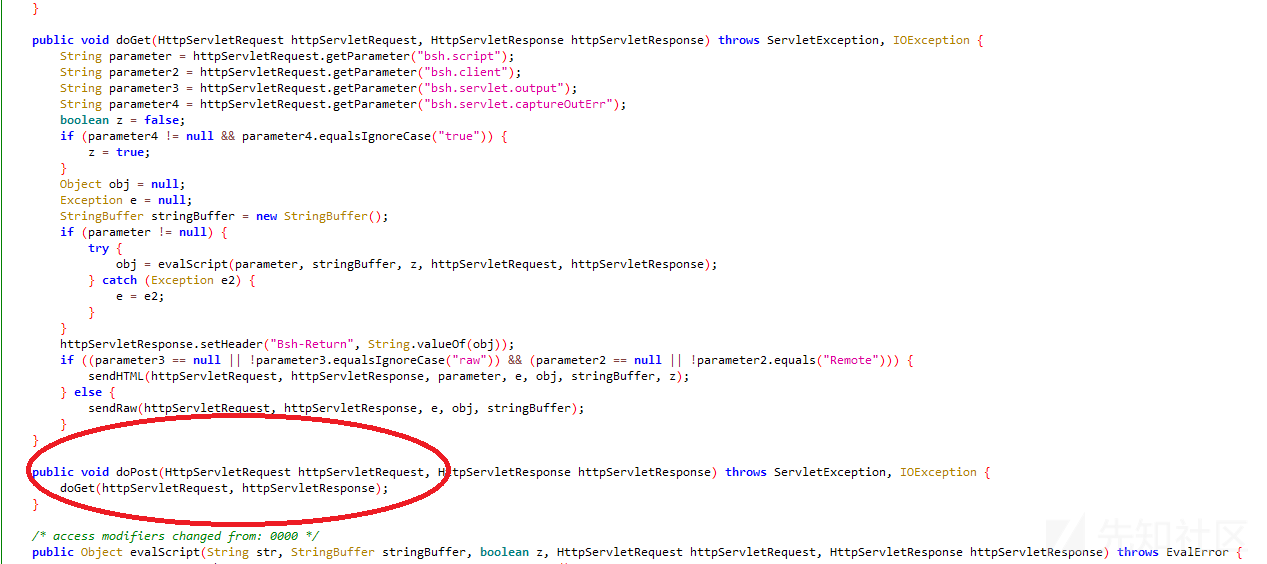 }
public void doGet(HttpServletRequest httpServletRequest, HttpServletResponse httpServletResponse) throws ServletException, IOException {
String parameter = httpServletRequest.getParameter("bsh.script");
String parameter2 = httpServletRequest.getParameter("bsh.client");
String parameter3 = httpServletRequest.getParameter("bsh.servlet.output");
String parameter4 = httpServletRequest.getParameter("bsh.servlet.captureOutErr");
boolean z = false;
if (parameter4 != null && parameter4.equalsIgnoreCase("true")) {
z = true;
}
Object obj = null;
Exception e = null;
StringBuffer stringBuffer = new StringBuffer();
if (parameter != null) {
try {
obj = evalScript(parameter, stringBuffer, z, httpServletRequest, httpServletResponse);
} catch (Exception e2) {
e = e2;
}
}
httpServletResponse.setHeader("Bsh-Return", String.valueOf(obj));
if ((parameter3 == null || !parameter3.equalsIgnoreCase("raw")) && (parameter2 == null || !parameter2.equals("Remote"))) {
sendHTML(httpServletRequest, httpServletResponse, parameter, e, obj, stringBuffer, z);
} else {
sendRaw(httpServletRequest, httpServletResponse, e, obj, stringBuffer);
}
}
public void doPost(HttpServletRequest httpServletRequest, HttpServletResponse httpServletResponse) throws ServletException, IOException {
doGet(httpServletRequest, httpServletResponse);
}
/* access modifiers changed from: 0000 */
public Object evalScript(String str, StringBuffer stringBuffer, boolean z, HttpServletRequest httpServletRequest, HttpServletResponse httpServletResponse) throws EvalError {
先知社区